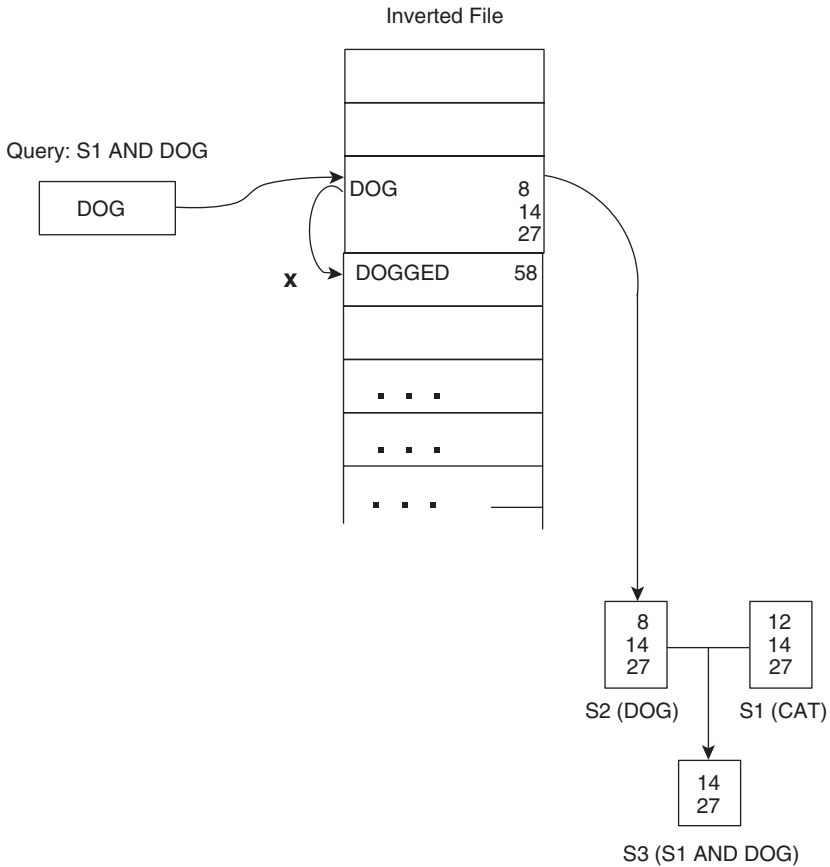 Inverted File
Query: S1 AND DOG
DOG
DOG 8
14
27
X
DOGGED 58
. . .
. . .
. . .
8
14
27
12
14
27
S2 (DOG)
S1 (CAT)
14
27
S3 (S1 AND DOG)